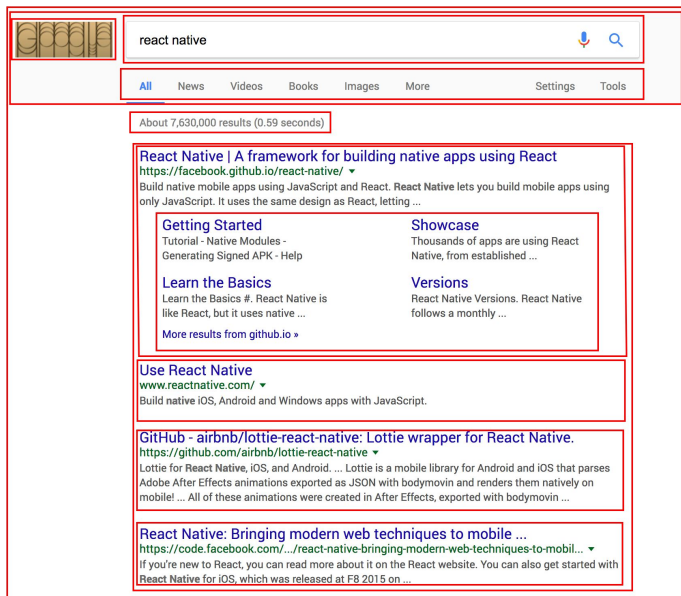 Google
react native
All News Videos Books Images More Settings Tools
About 7,630,000 results (0.59 seconds)
React Native | A framework for building native apps using React
https://facebook.github.io/react-native/
Build native mobile apps using JavaScript and React. React Native lets you build mobile apps using
only JavaScript. It uses the same design as React, letting ...
Getting Started
Tutorial - Native Modules -
Generating Signed APK - Help
Showcase
Thousands of apps are using React
Native, from established ...
Learn the Basics
Learn the Basics #. React Native is
like React, but it uses native ...
Versions
React Native Versions. React Native
follows a monthly ...
More results from github.io »
Use React Native
www.reactnative.com/
Build native iOS, Android and Windows apps with JavaScript.
GitHub - airbnb/lottie-react-native: Lottie wrapper for React Native.
https://github.com/airbnb/lottie-react-native
Lottie for React Native, iOS, and Android. ... Lottie is a mobile library for Android and iOS that parses
Adobe After Effects animations exported as JSON with bodymovin and renders them natively on
mobile! ... All of these animations were created in After Effects, exported with bodymovin ...
React Native: Bringing modern web techniques to mobile ...
https://code.facebook.com/.../react-native-bringing-modern-web-techniques-to-mobil...
If you're new to React, you can read more about it on the React website. You can also get started with
React Native for iOS, which was released at F8 2015 on ...